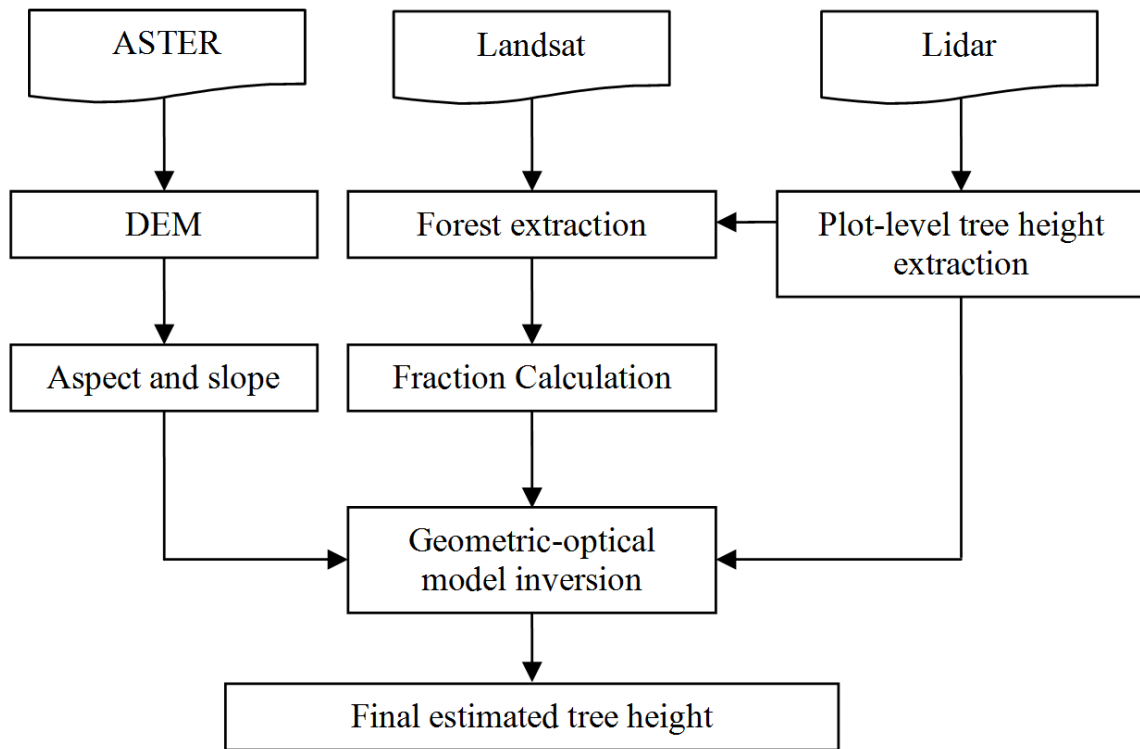 ASTER
Landsat
Lidar
DEM
Forest extraction
Plot-level tree height
extraction
Aspect and slope
Fraction Calculation
Geometric-optical
model inversion
Final estimated tree height